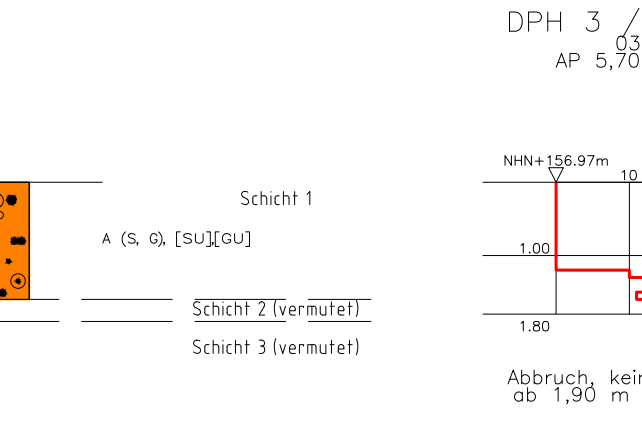 DPH 3 /
03
AP 5,70
NHN+156.97m
10
Schicht 1
A (S, G), [SU],[GU]
1.00
Schicht 2 (vermutet)
1.80
Schicht 3 (vermutet)
Abbruch, kein
ab 1,90 m